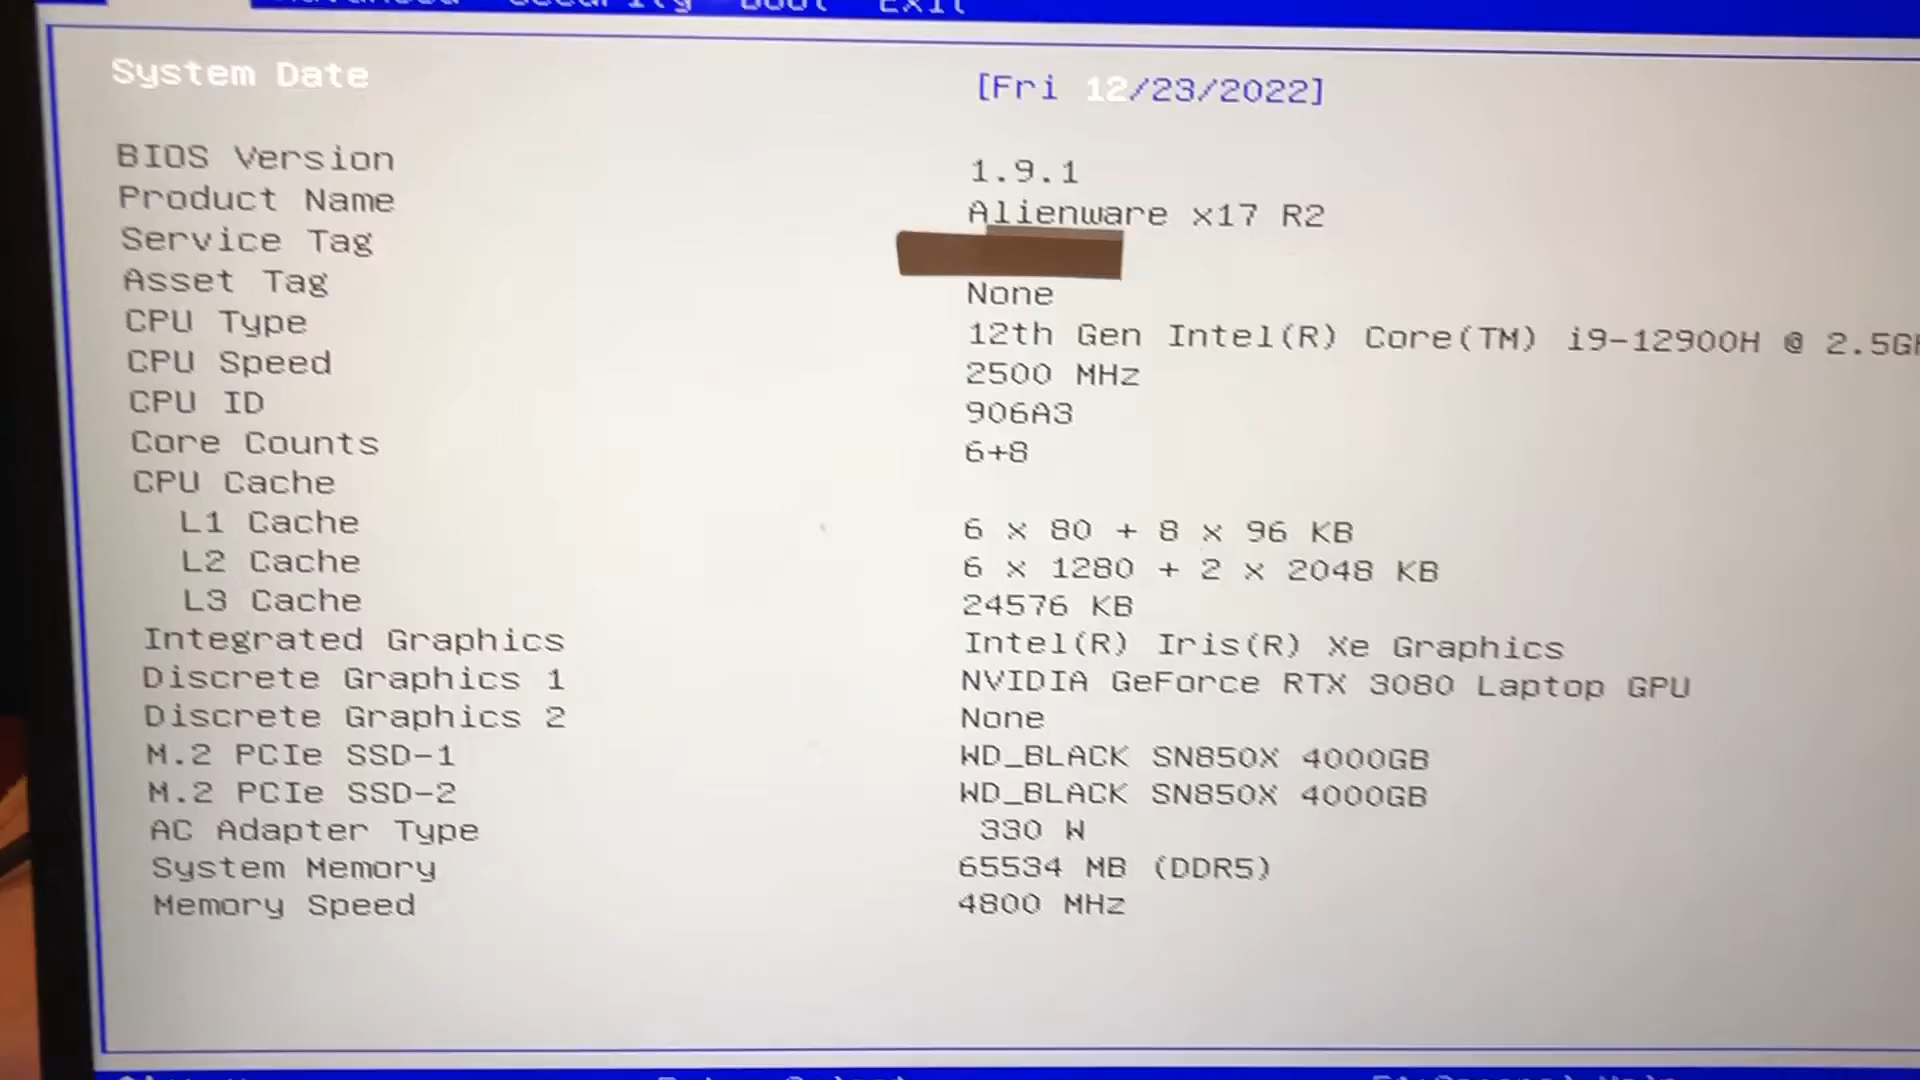 Advanced Security Boot Exit
System Date [Fri 12/23/2022]
BIOS Version 1.9.1
Product Name Alienware x17 R2
Service Tag
Asset Tag None
CPU Type 12th Gen Intel(R) Core(TM) i9-12900H @ 2.5GH
CPU Speed 2500 MHz
CPU ID 906A3
Core Counts 6+8
CPU Cache
L1 Cache 6 x 80 + 8 x 96 KB
L2 Cache 6 x 1280 + 2 x 2048 KB
L3 Cache 24576 KB
Integrated Graphics Intel(R) Iris(R) Xe Graphics
Discrete Graphics 1 NVIDIA GeForce RTX 3080 Laptop GPU
Discrete Graphics 2 None
M.2 PCIe SSD-1 WD_BLACK SN850X 4000GB
M.2 PCIe SSD-2 WD_BLACK SN850X 4000GB
AC Adapter Type 330 W
System Memory 65534 MB (DDR5)
Memory Speed 4800 MHz